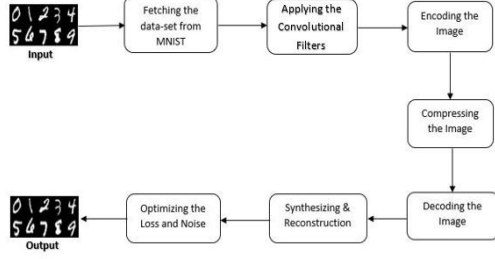 0 1 2 3 4
5 6 7 8 9
Input
Fetching the
data-set from
MNIST
Applying the
Convolutional
Filters
Encoding the
Image
Compressing
the Image
Decoding the
Image
Synthesizing &
Reconstruction
Optimizing the
Loss and Noise
0 1 2 3 4
5 6 7 8 9
Output